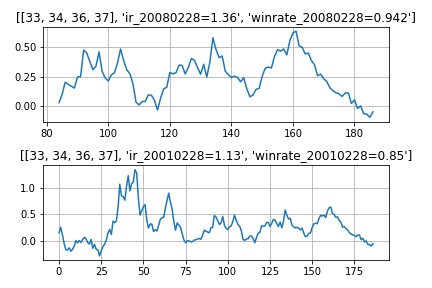 [[33, 34, 36, 37], 'ir_20080228=1.36', 'winrate_20080228=0.942']
0.50
0.25
0.00
80 100 120 140 160 180
[[33, 34, 36, 37], 'ir_20010228=1.13', 'winrate_20010228=0.85']
1.0
0.5
0.0
0 25 50 75 100 125 150 175